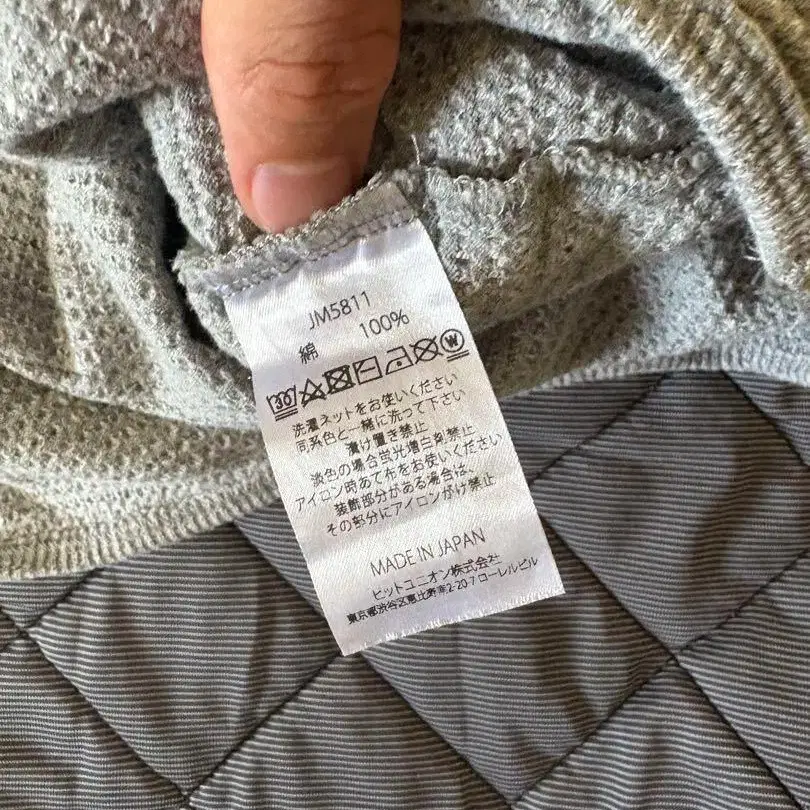 JM5811
綿 100%
30 W
洗濯ネットをお使いください
同系色と一緒に洗って下さい
漬け置き禁止
淡色の場合蛍光増白剤禁止
アイロン時あて布をお使いください
装飾部分がある場合は、
その部分にアイロンがけ禁止
MADE IN JAPAN
ビットユニオン株式会社
東京都渋谷区恵比寿2-20-7 ローレルビル